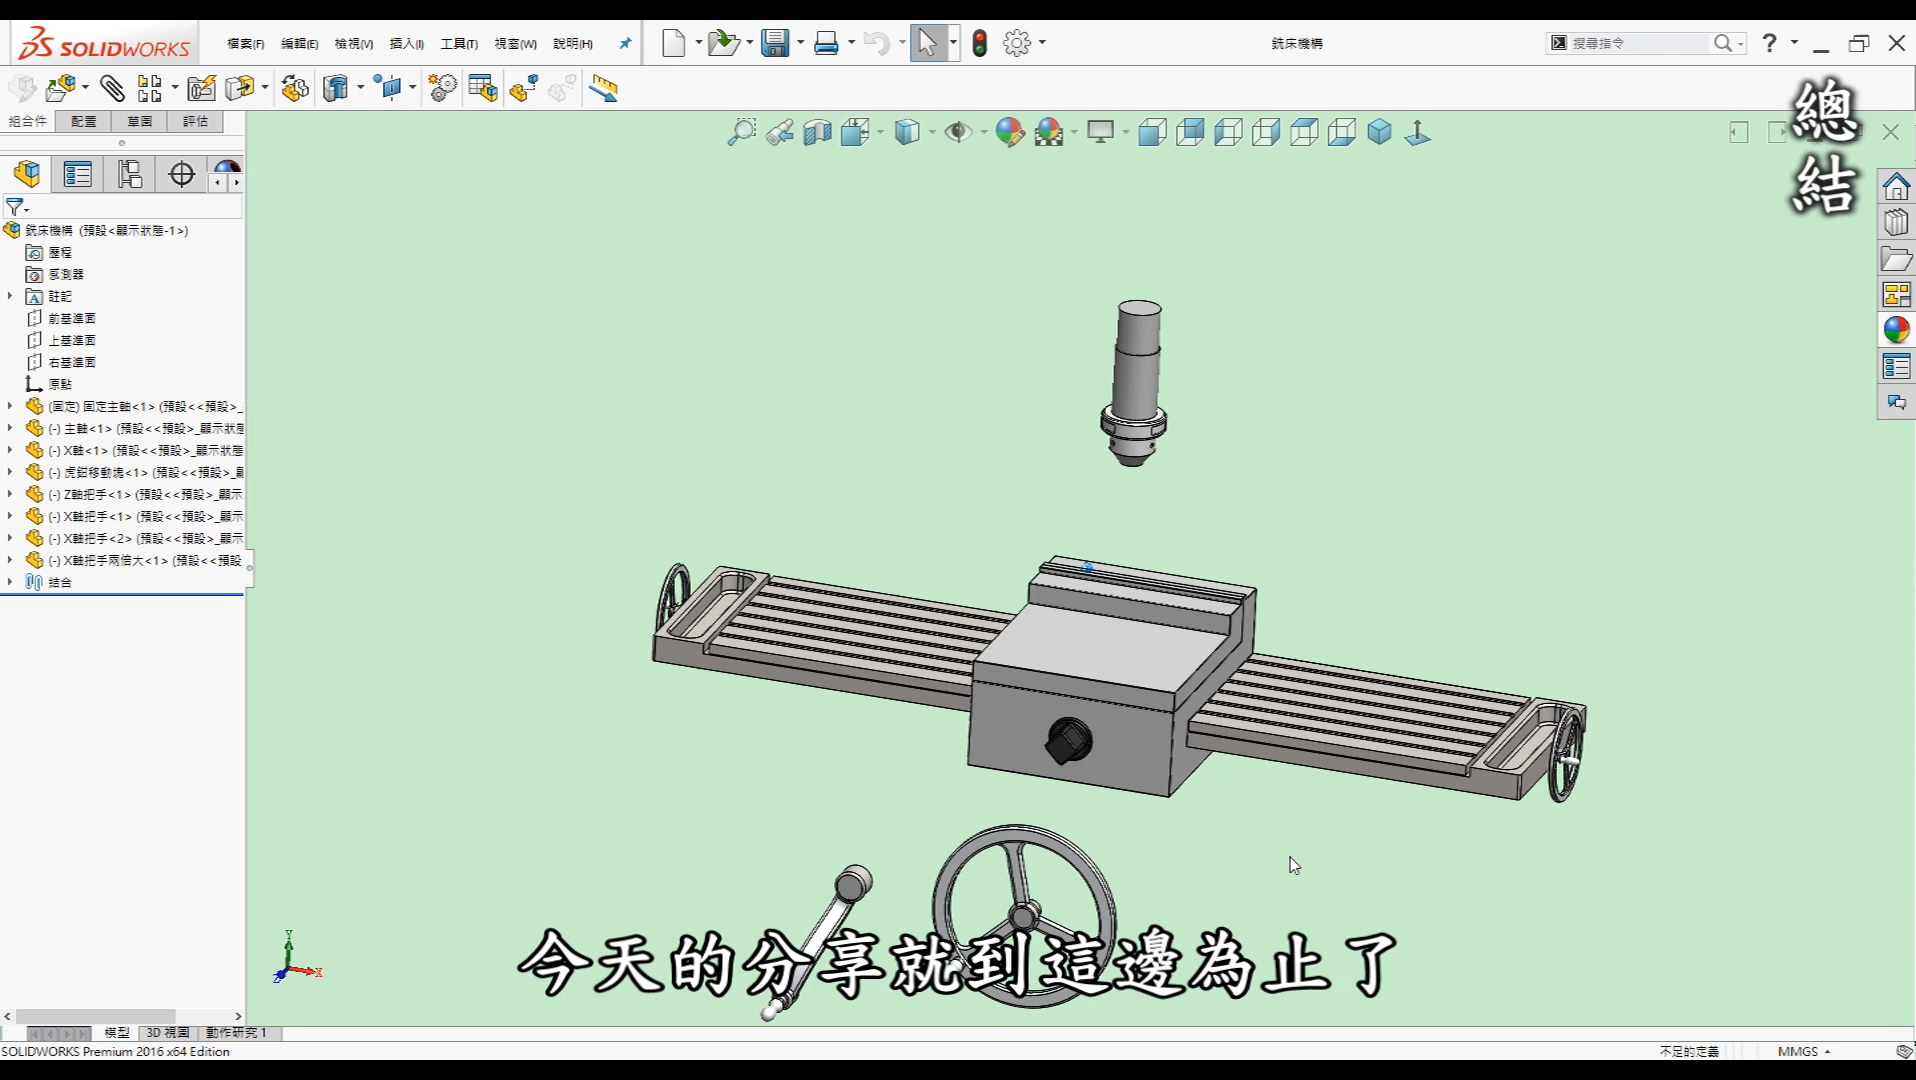 SOLIDWORKS
檔案(F) 編輯(E) 檢視(V) 插入(I) 工具(T) 視窗(W) 說明(H)
銑床機構
搜尋指令
總結
組合件 配置 草圖 評估
銑床機構 (預設<顯示狀態-1>)
歷程
感測器
註記
前基準面
上基準面
右基準面
原點
(固定) 固定主軸<1> (預設<<預設>_
(-) 主軸<1> (預設<<預設>_顯示狀態
(-) X軸<1> (預設<<預設>_顯示狀態
(-) 虎鉗移動塊<1> (預設<<預設>_顯
(-) Z軸把手<1> (預設<<預設>_顯示
(-) X軸把手<1> (預設<<預設>_顯示
(-) X軸把手<2> (預設<<預設>_顯示
(-) X軸把手兩倍大<1> (預設<<預設
結合
Y
X
Z
今天的分享就到這邊為止了
模型 3D 視圖 動作研究 1
SOLIDWORKS Premium 2016 x64 Edition
不足的定義
MMGS